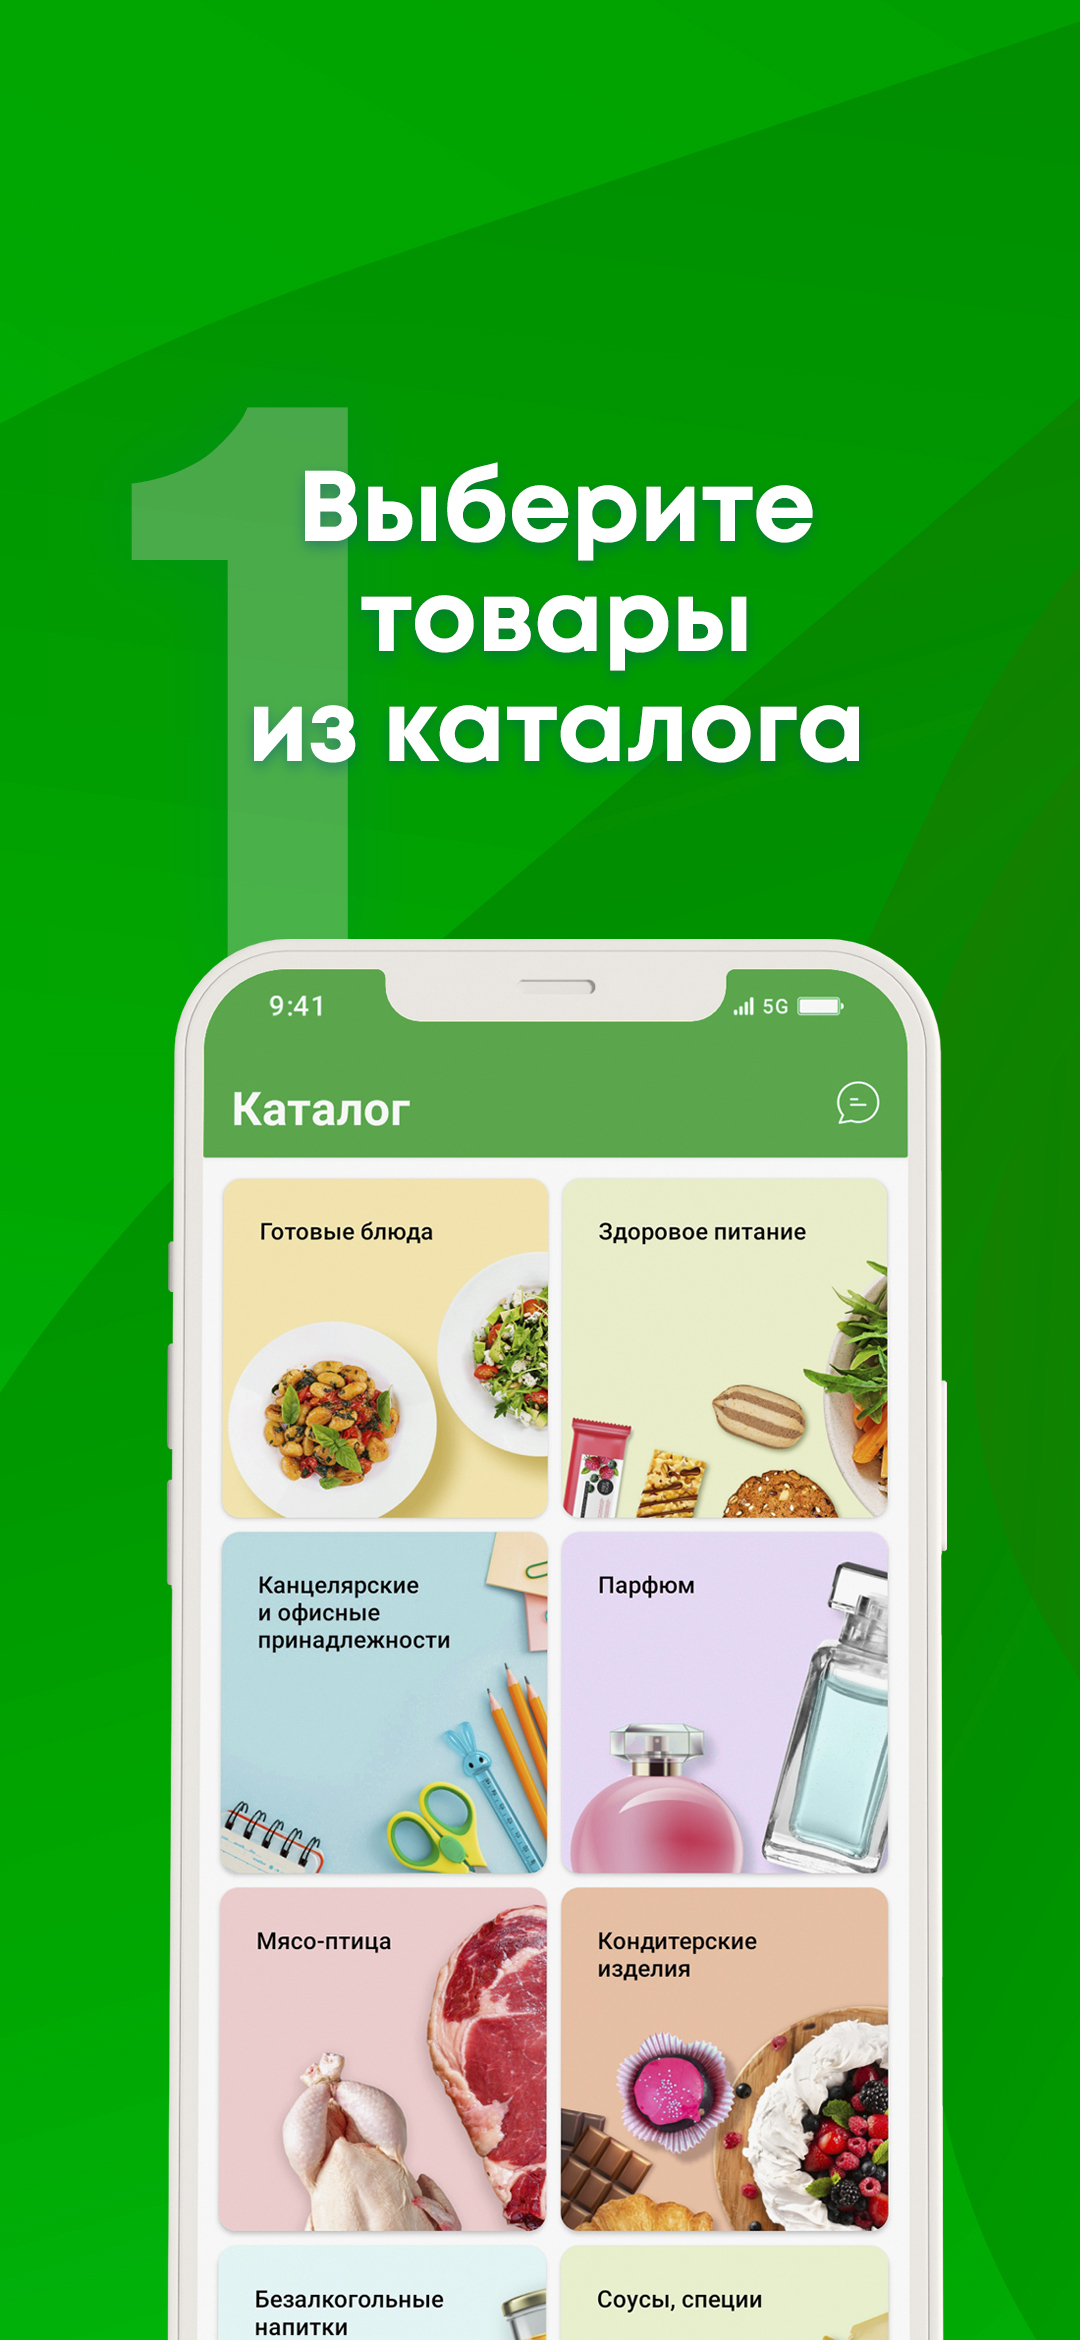 1
Выберите
товары
из каталога
9:41
5G
Каталог
Готовые блюда
Здоровое питание
Канцелярские
и офисные
принадлежности
Парфюм
Мясо-птица
Кондитерские
изделия
Безалкогольные
напитки
Соусы, специи